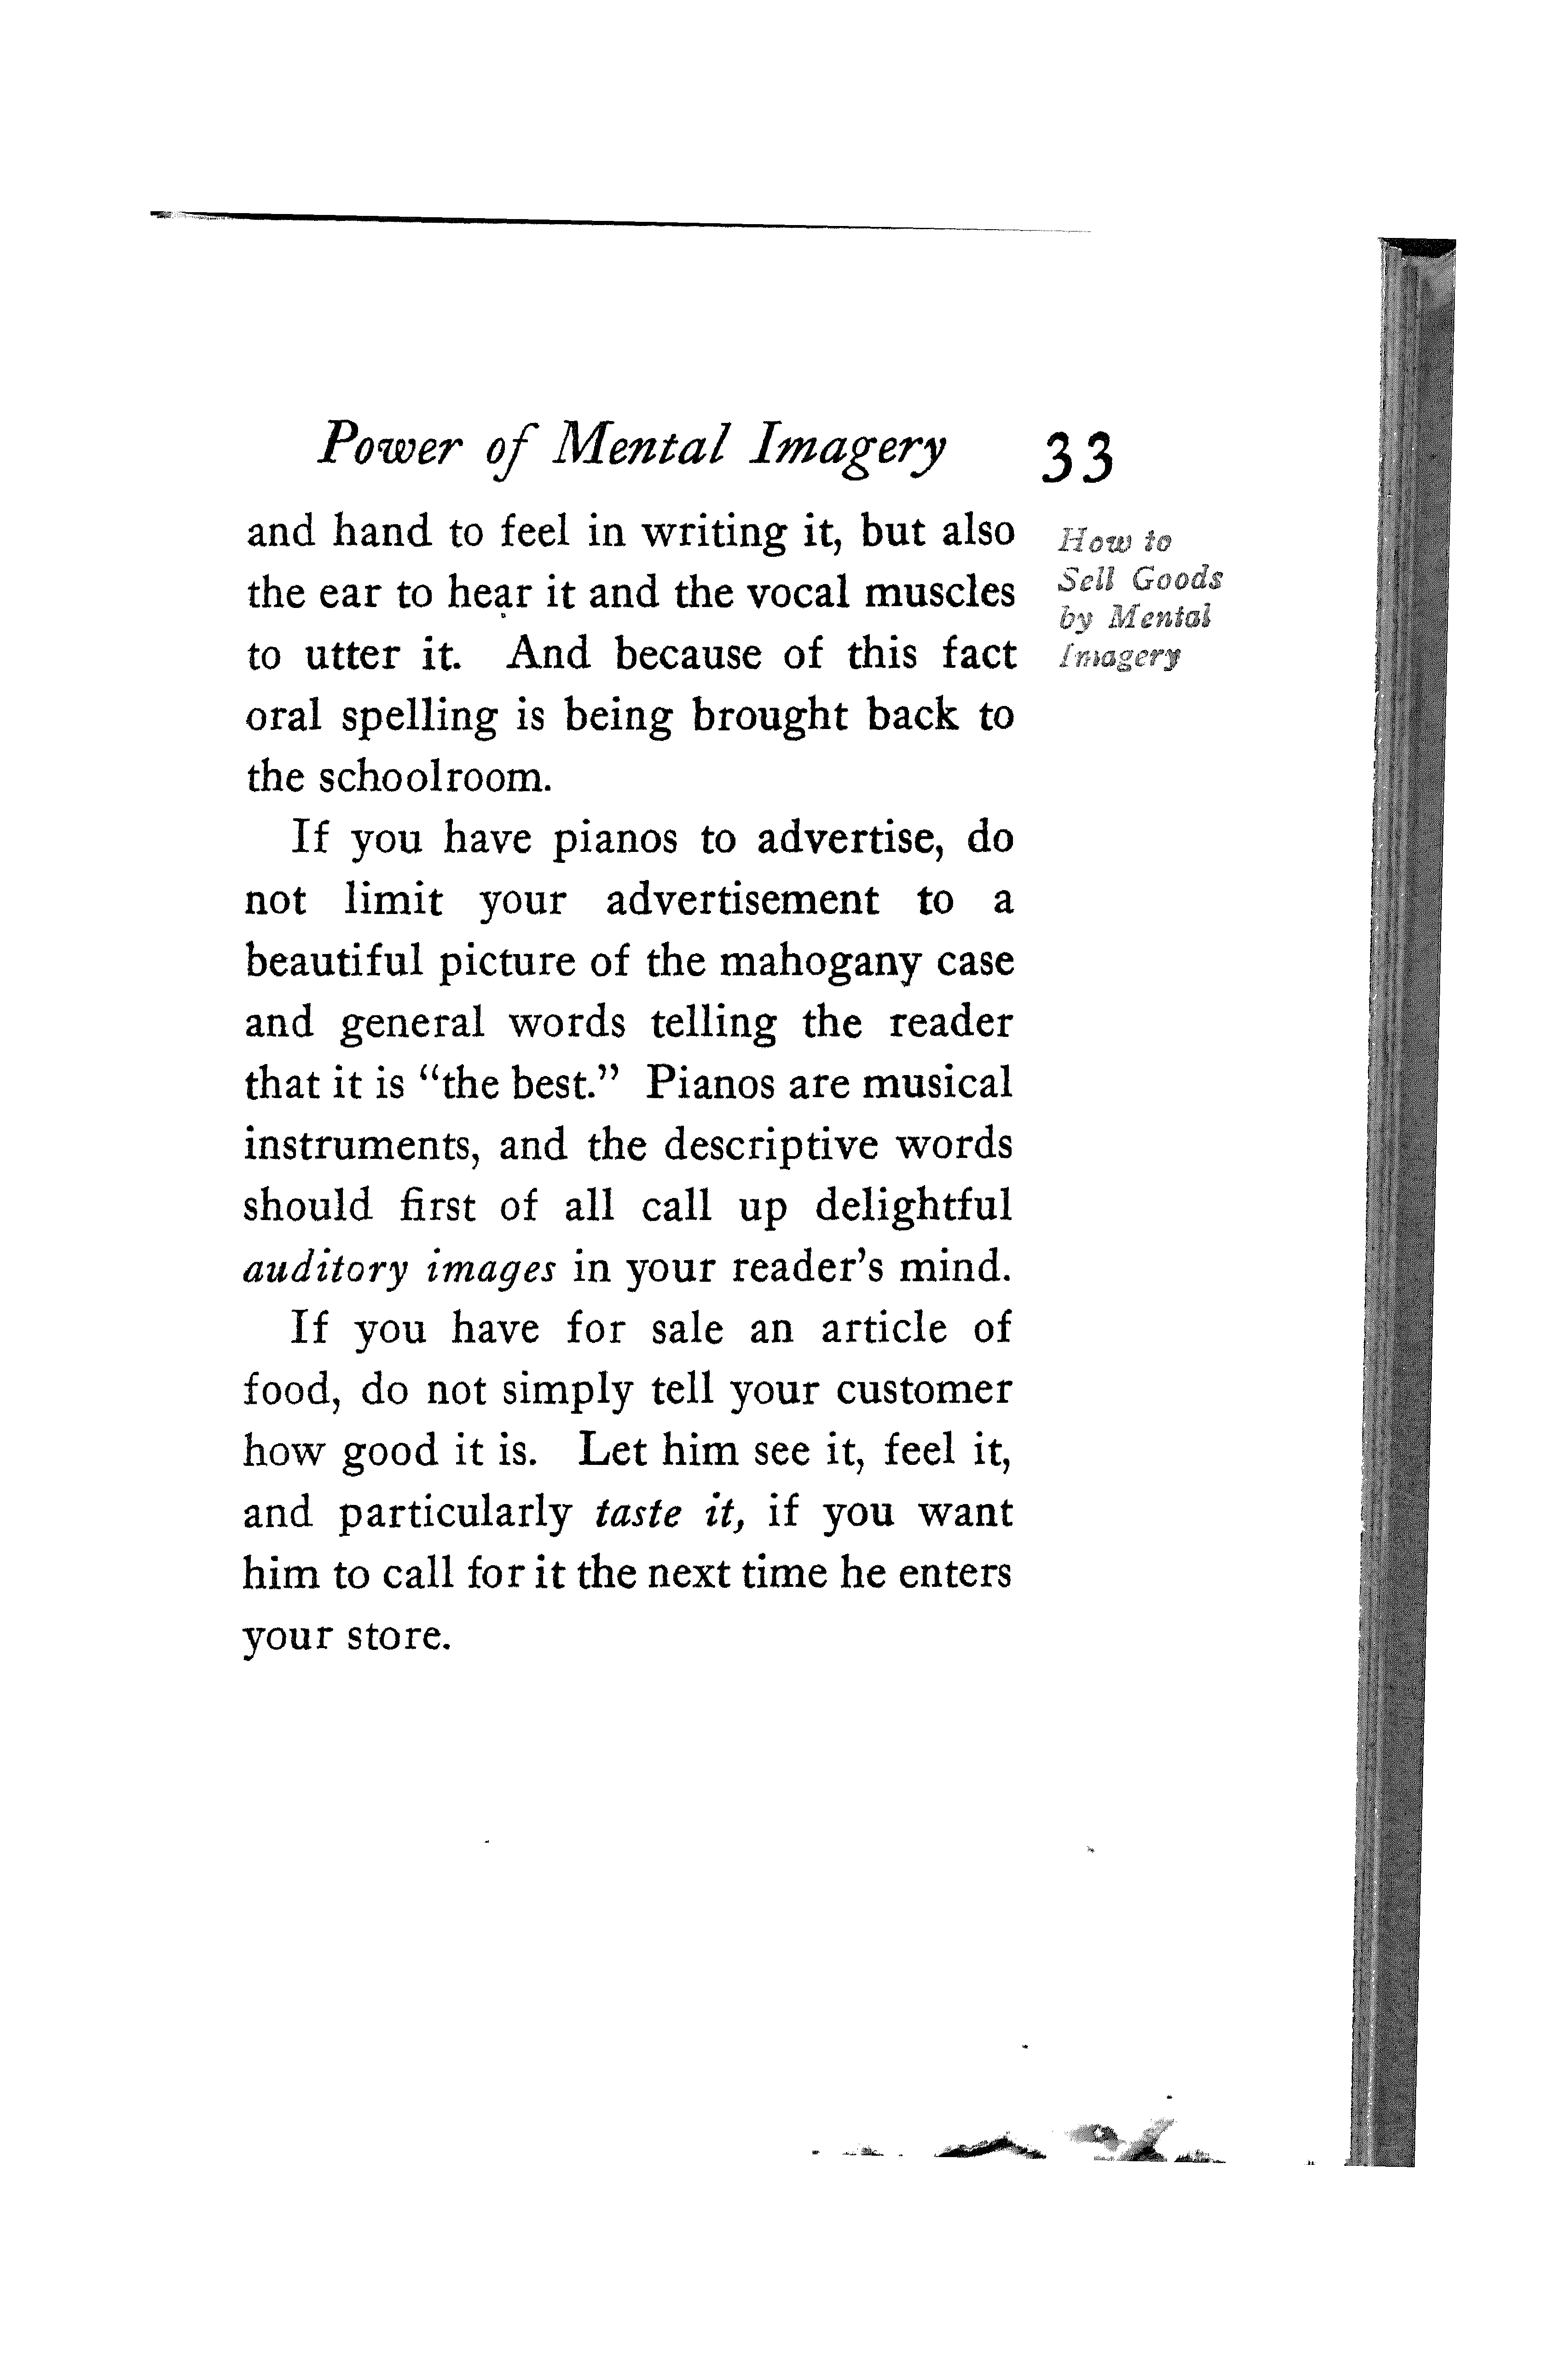 Power of Mental Imagery 33
and hand to feel in writing it, but also
the ear to hear it and the vocal muscles
to utter it. And because of this fact
oral spelling is being brought back to
the schoolroom.
If you have pianos to advertise, do
not limit your advertisement to a
beautiful picture of the mahogany case
and general words telling the reader
that it is “the best.” Pianos are musical
instruments, and the descriptive words
should first of all call up delightful
auditory images in your reader’s mind.
If you have for sale an article of
food, do not simply tell your customer
how good it is. Let him see it, feel it,
and particularly taste it, if you want
him to call for it the next time he enters
your store.
How to
Sell Goods
by Mental
Imagery